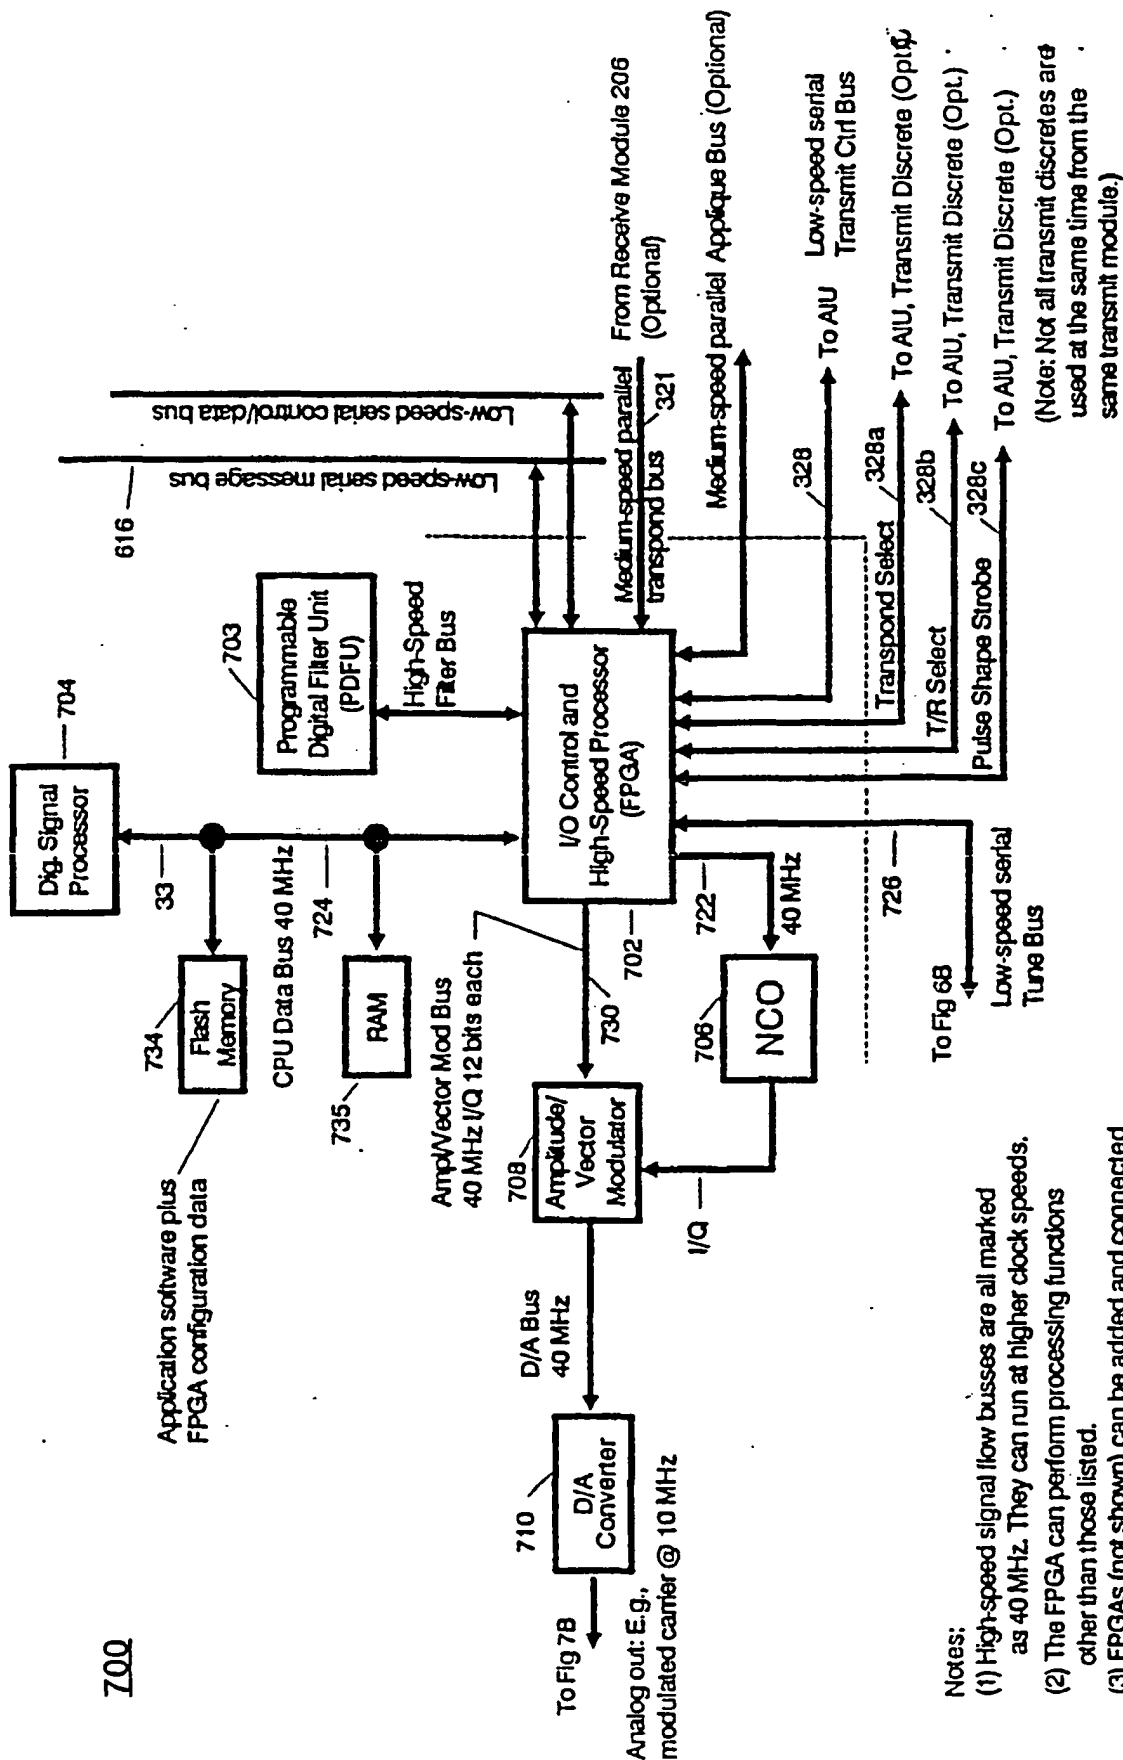 700
Dig. Signal
Processor
704
33
Programmable
Digital Filter Unit
(PDFU)
703
High-Speed
Filter Bus
616
Low-speed serial message bus
Low-speed serial control/data bus
Application software plus
FPGA configuration data
734
Flash
Memory
CPU Data Bus 40 MHz
724
735
RAM
Amp/Vector Mod Bus
40 MHz I/Q 12 bits each
Medium-speed parallel
transpond bus
From Receive Module 206
(Optional)
321
Medium-speed parallel Applique Bus (Optional)
I/O Control and
High-Speed Processor
(FPGA)
702
730
708
Amplitude/
Vector
Modulator
D/A Bus
40 MHz
710
D/A
Converter
To Fig 7B
Analog out: E.g.,
modulated carrier @ 10 MHz
I/Q
706
NCO
722
40 MHz
726
To Fig 6B
Low-speed serial
Tune Bus
328
To AIU
Low-speed serial
Transmit Ctrl Bus
Transpond Select
328a
To AIU, Transmit Discrete (Opt.)
T/R Select
328b
To AIU, Transmit Discrete (Opt.)
Pulse Shape Strobe
328c
To AIU, Transmit Discrete (Opt.)
(Note: Not all transmit discretes are
used at the same time from the
same transmit module.)
Notes:
(1) High-speed signal flow busses are all marked
as 40 MHz. They can run at higher clock speeds.
(2) The FPGA can perform processing functions
other than those listed.
(3) FPGAs (not shown) can be added and connected